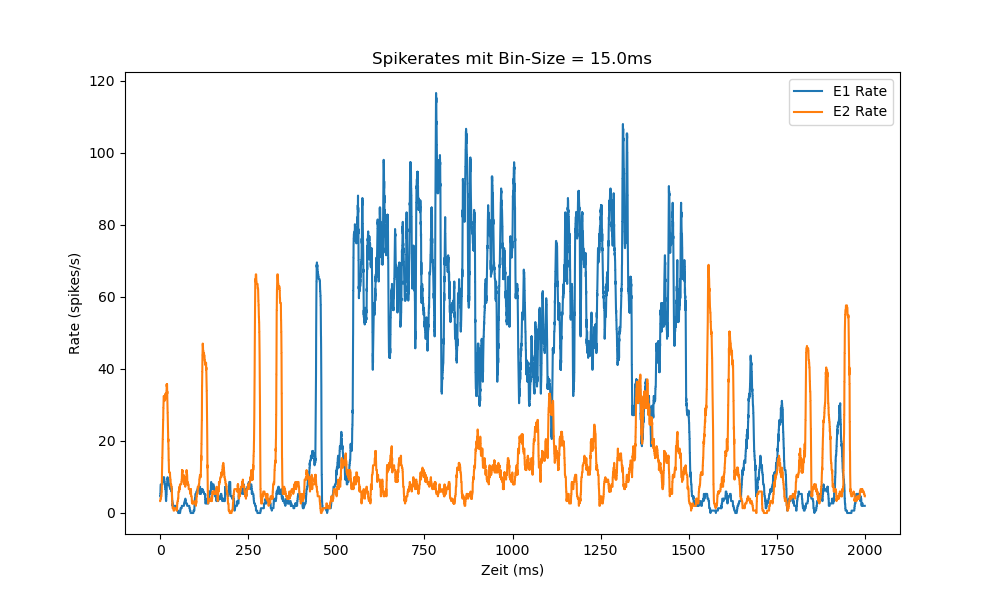 Spikerates mit Bin-Size = 15.0ms
E1 Rate
E2 Rate
120
100
80
60
40
20
0
Rate (spikes/s)
0 250 500 750 1000 1250 1500 1750 2000
Zeit (ms)